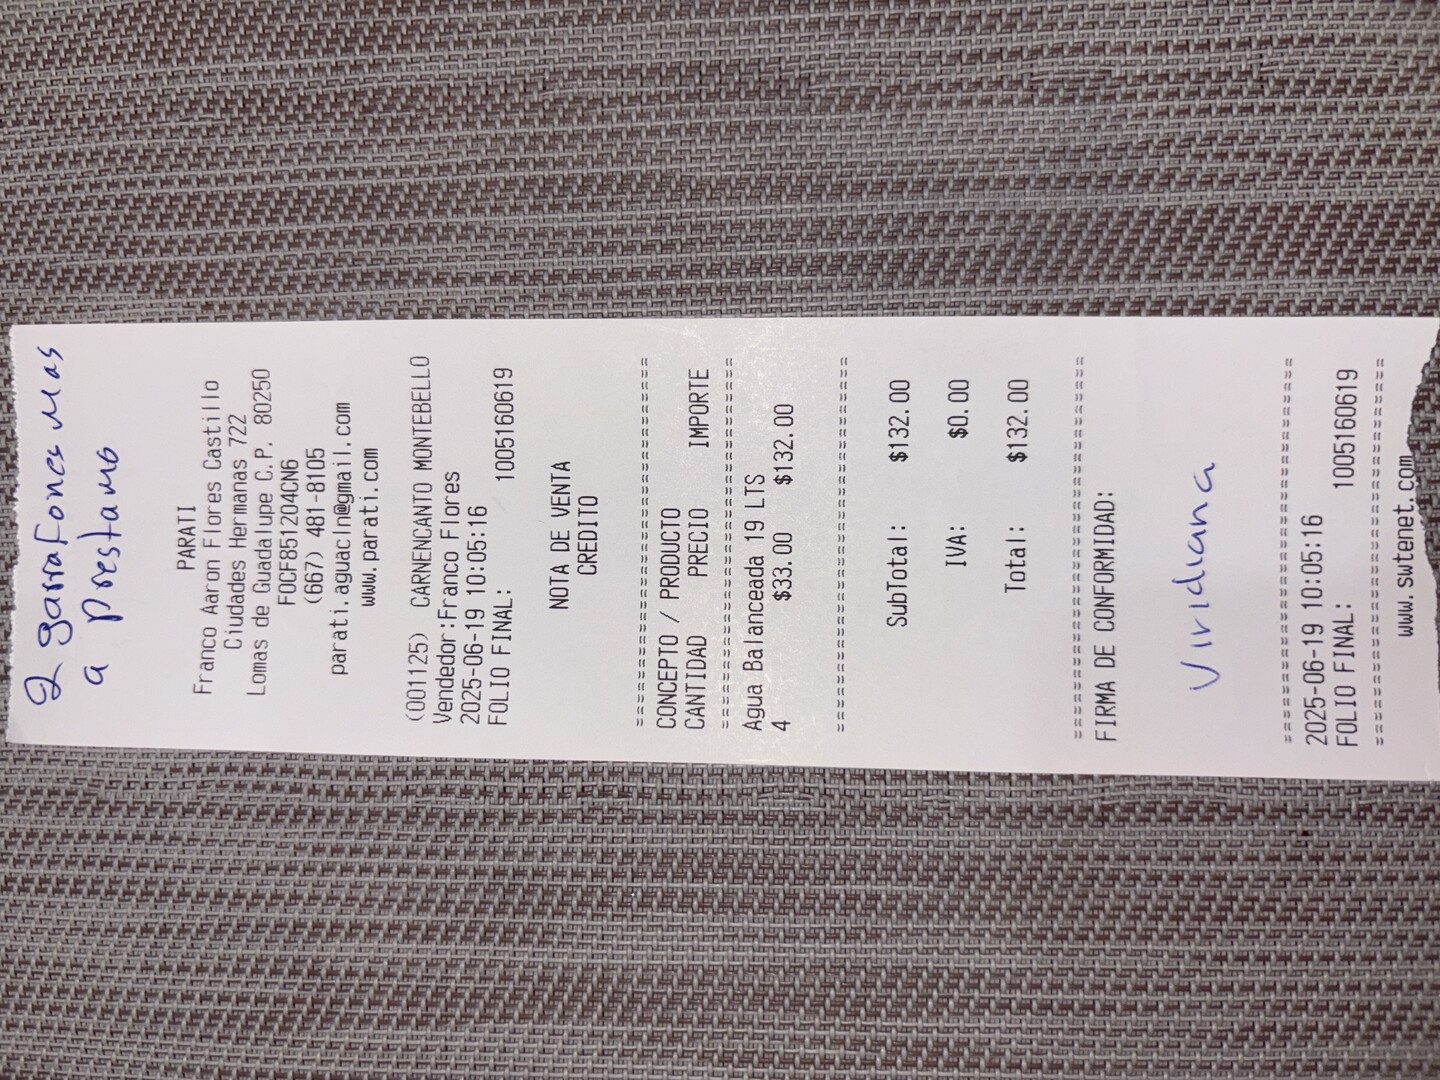 2 garrafones mas
a prestamo
PARATI
Franco Aaron Flores Castillo
Ciudades Hermanas 722
Lomas de Guadalupe C.P. 80250
FOCF851204CN6
(667) 481-8105
parati.aguacln@gmail.com
www.parati.com
(001125) CARNENCANTO MONTEBELLO
Vendedor:Franco Flores
2025-06-19 10:05:16
FOLIO FINAL: 1005160619
NOTA DE VENTA
CREDITO
================================
CONCEPTO / PRODUCTO
CANTIDAD PRECIO IMPORTE
================================
Agua Balanceada 19 LTS
4 $33.00 $132.00
================================
SubTotal: $132.00
IVA: $0.00
Total: $132.00
================================
FIRMA DE CONFORMIDAD:
Viridiana
================================
2025-06-19 10:05:16
FOLIO FINAL: 1005160619
================================
www.swtenet.com